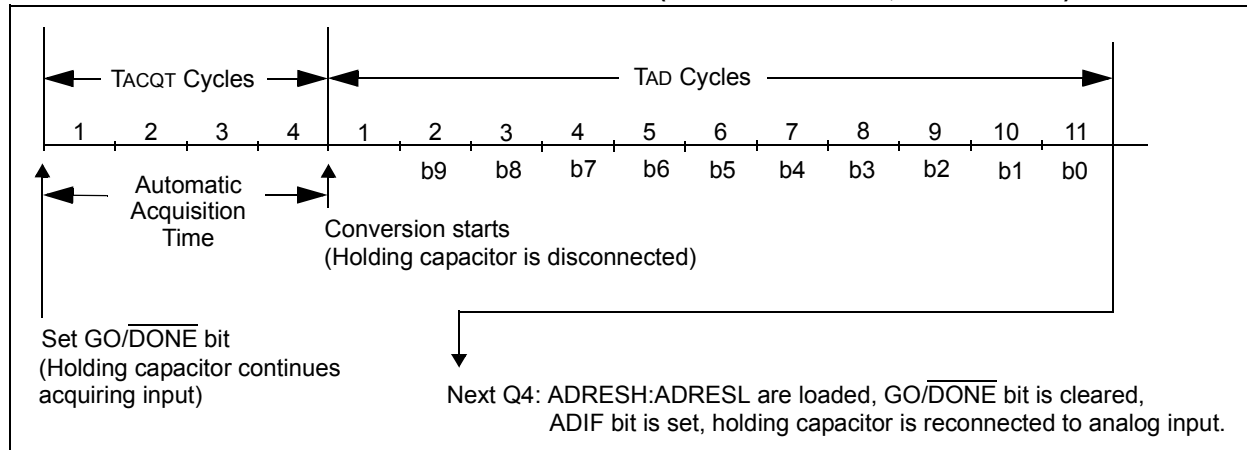 TACQT Cycles
TAD Cycles
1 2 3 4 1 2 3 4 5 6 7 8 9 10 11
b9 b8 b7 b6 b5 b4 b3 b2 b1 b0
Automatic
Acquisition
Time
Conversion starts
(Holding capacitor is disconnected)
Set GO/DONE bit
(Holding capacitor continues
acquiring input)
Next Q4: ADRESH:ADRESL are loaded, GO/DONE bit is cleared,
ADIF bit is set, holding capacitor is reconnected to analog input.